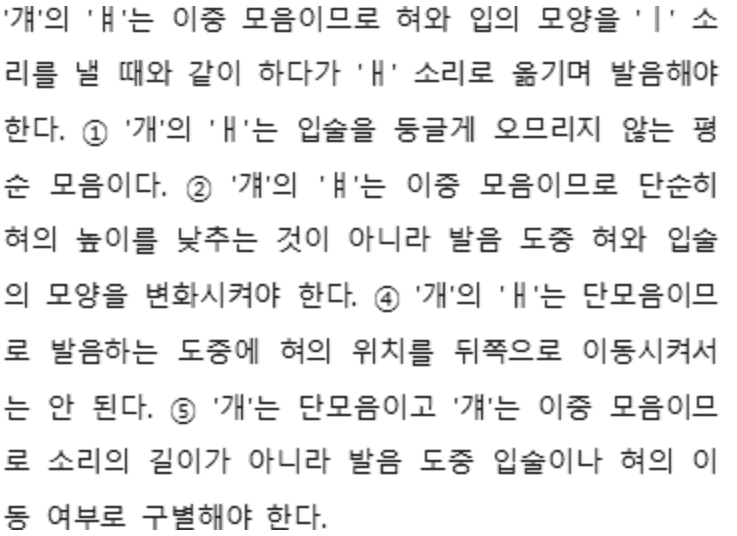 '걔'의 'ㅒ'는 이중 모음이므로 혀와 입의 모양을 'ㅣ' 소
리를 낼 때와 같이 하다가 'ㅐ' 소리로 옮기며 발음해야
한다. ① '개'의 'ㅐ'는 입술을 둥글게 오므리지 않는 평
순 모음이다. ② '걔'의 'ㅒ'는 이중 모음이므로 단순히
혀의 높이를 낮추는 것이 아니라 발음 도중 혀와 입술
의 모양을 변화시켜야 한다. ④ '개'의 'ㅐ'는 단모음이므
로 발음하는 도중에 혀의 위치를 뒤쪽으로 이동시켜서
는 안 된다. ⑤ '개'는 단모음이고 '걔'는 이중 모음이므
로 소리의 길이가 아니라 발음 도중 입술이나 혀의 이
동 여부로 구별해야 한다.